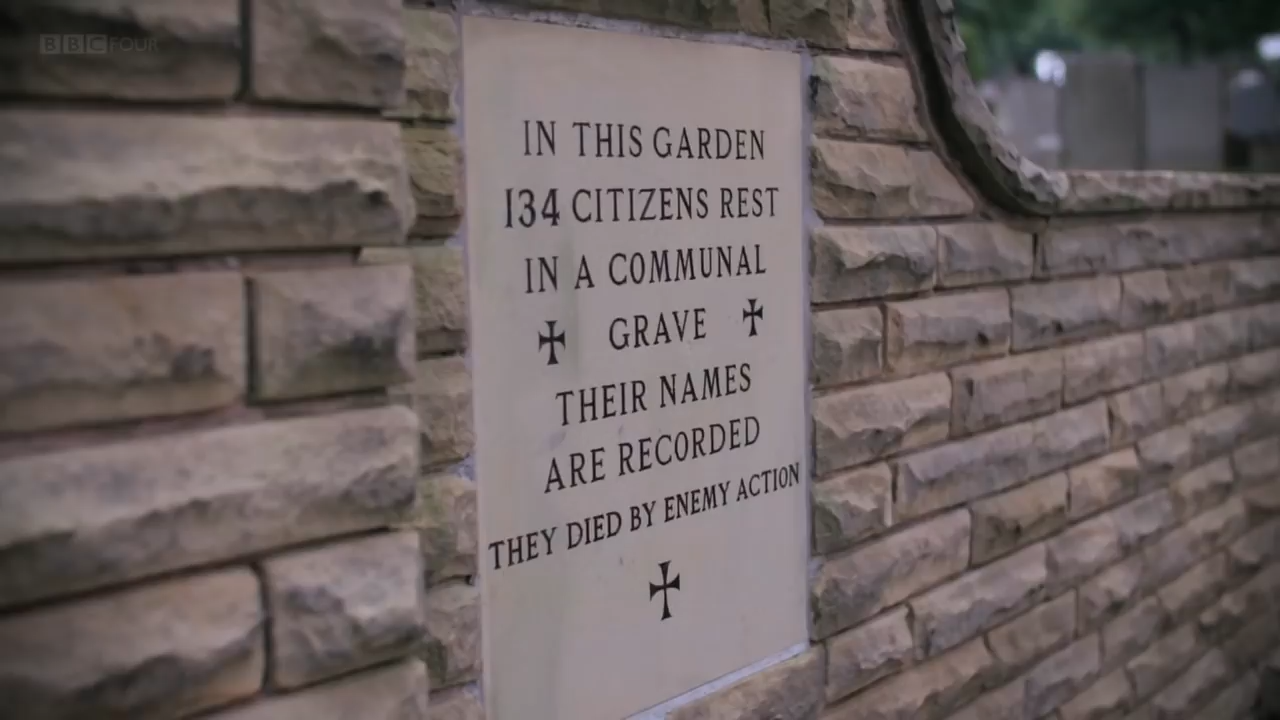 BBC FOUR
IN THIS GARDEN
134 CITIZENS REST
IN A COMMUNAL
GRAVE
THEIR NAMES
ARE RECORDED
THEY DIED BY ENEMY ACTION